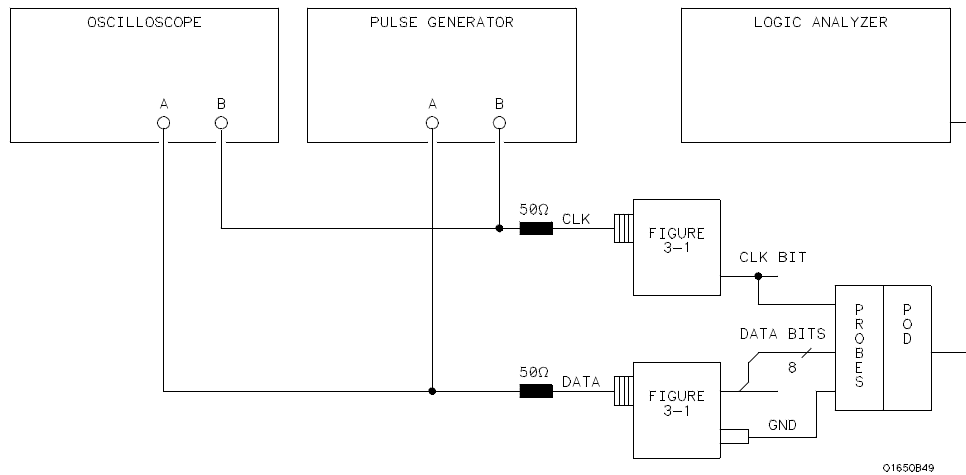 OSCILLOSCOPE
PULSE GENERATOR
LOGIC ANALYZER
A
B
A
B
50Ω
CLK
FIGURE
3-1
CLK BIT
PROBES
POD
DATA BITS
8
50Ω
DATA
FIGURE
3-1
GND
01650B49